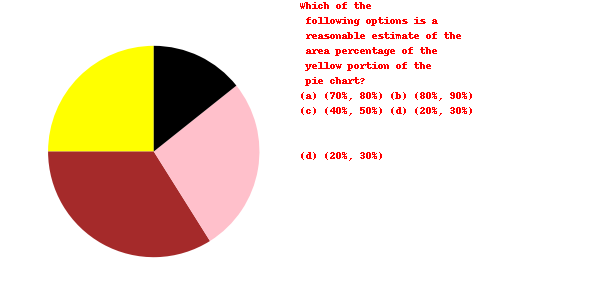 Which of the
following options is a
reasonable estimate of the
area percentage of the
yellow portion of the
pie chart?
(a) (70%, 80%) (b) (80%, 90%)
(c) (40%, 50%) (d) (20%, 30%)
(d) (20%, 30%)